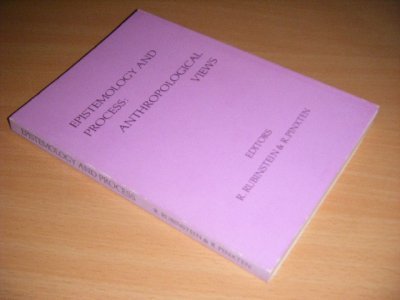 EPISTEMOLOGY AND
PROCESS:
ANTHROPOLOGICAL
VIEWS
EDITORS
R. RUBINSTEIN & R. PINXTEN
EPISTEMOLOGY AND PROCESS R. RUBINSTEIN & R. PINXTEN